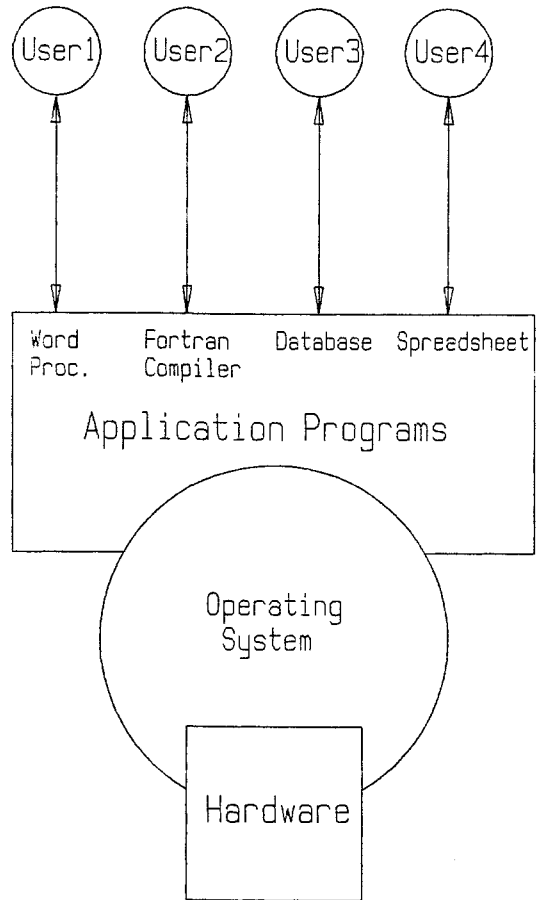 User1 User2 User3 User4
Word Proc.
Fortran Compiler
Database
Spreadsheet
Application Programs
Operating
System
Hardware